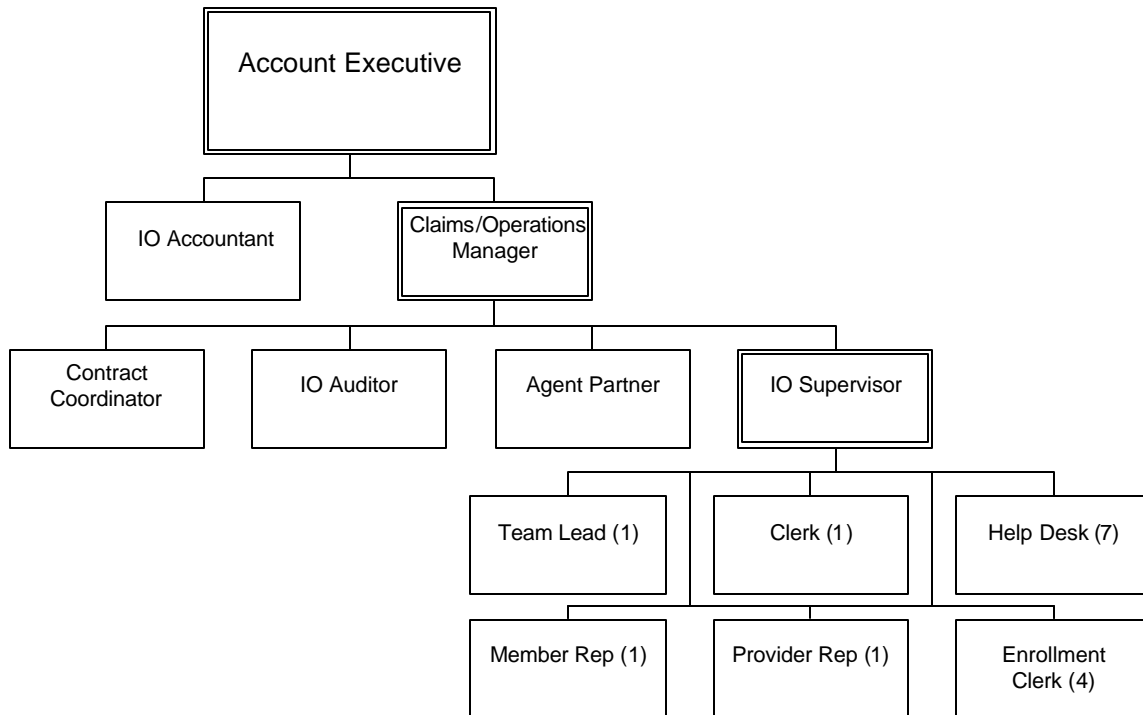 Account Executive
IO Accountant
Claims/Operations
Manager
Contract
Coordinator
IO Auditor
Agent Partner
IO Supervisor
Team Lead (1)
Clerk (1)
Help Desk (7)
Member Rep (1)
Provider Rep (1)
Enrollment
Clerk (4)